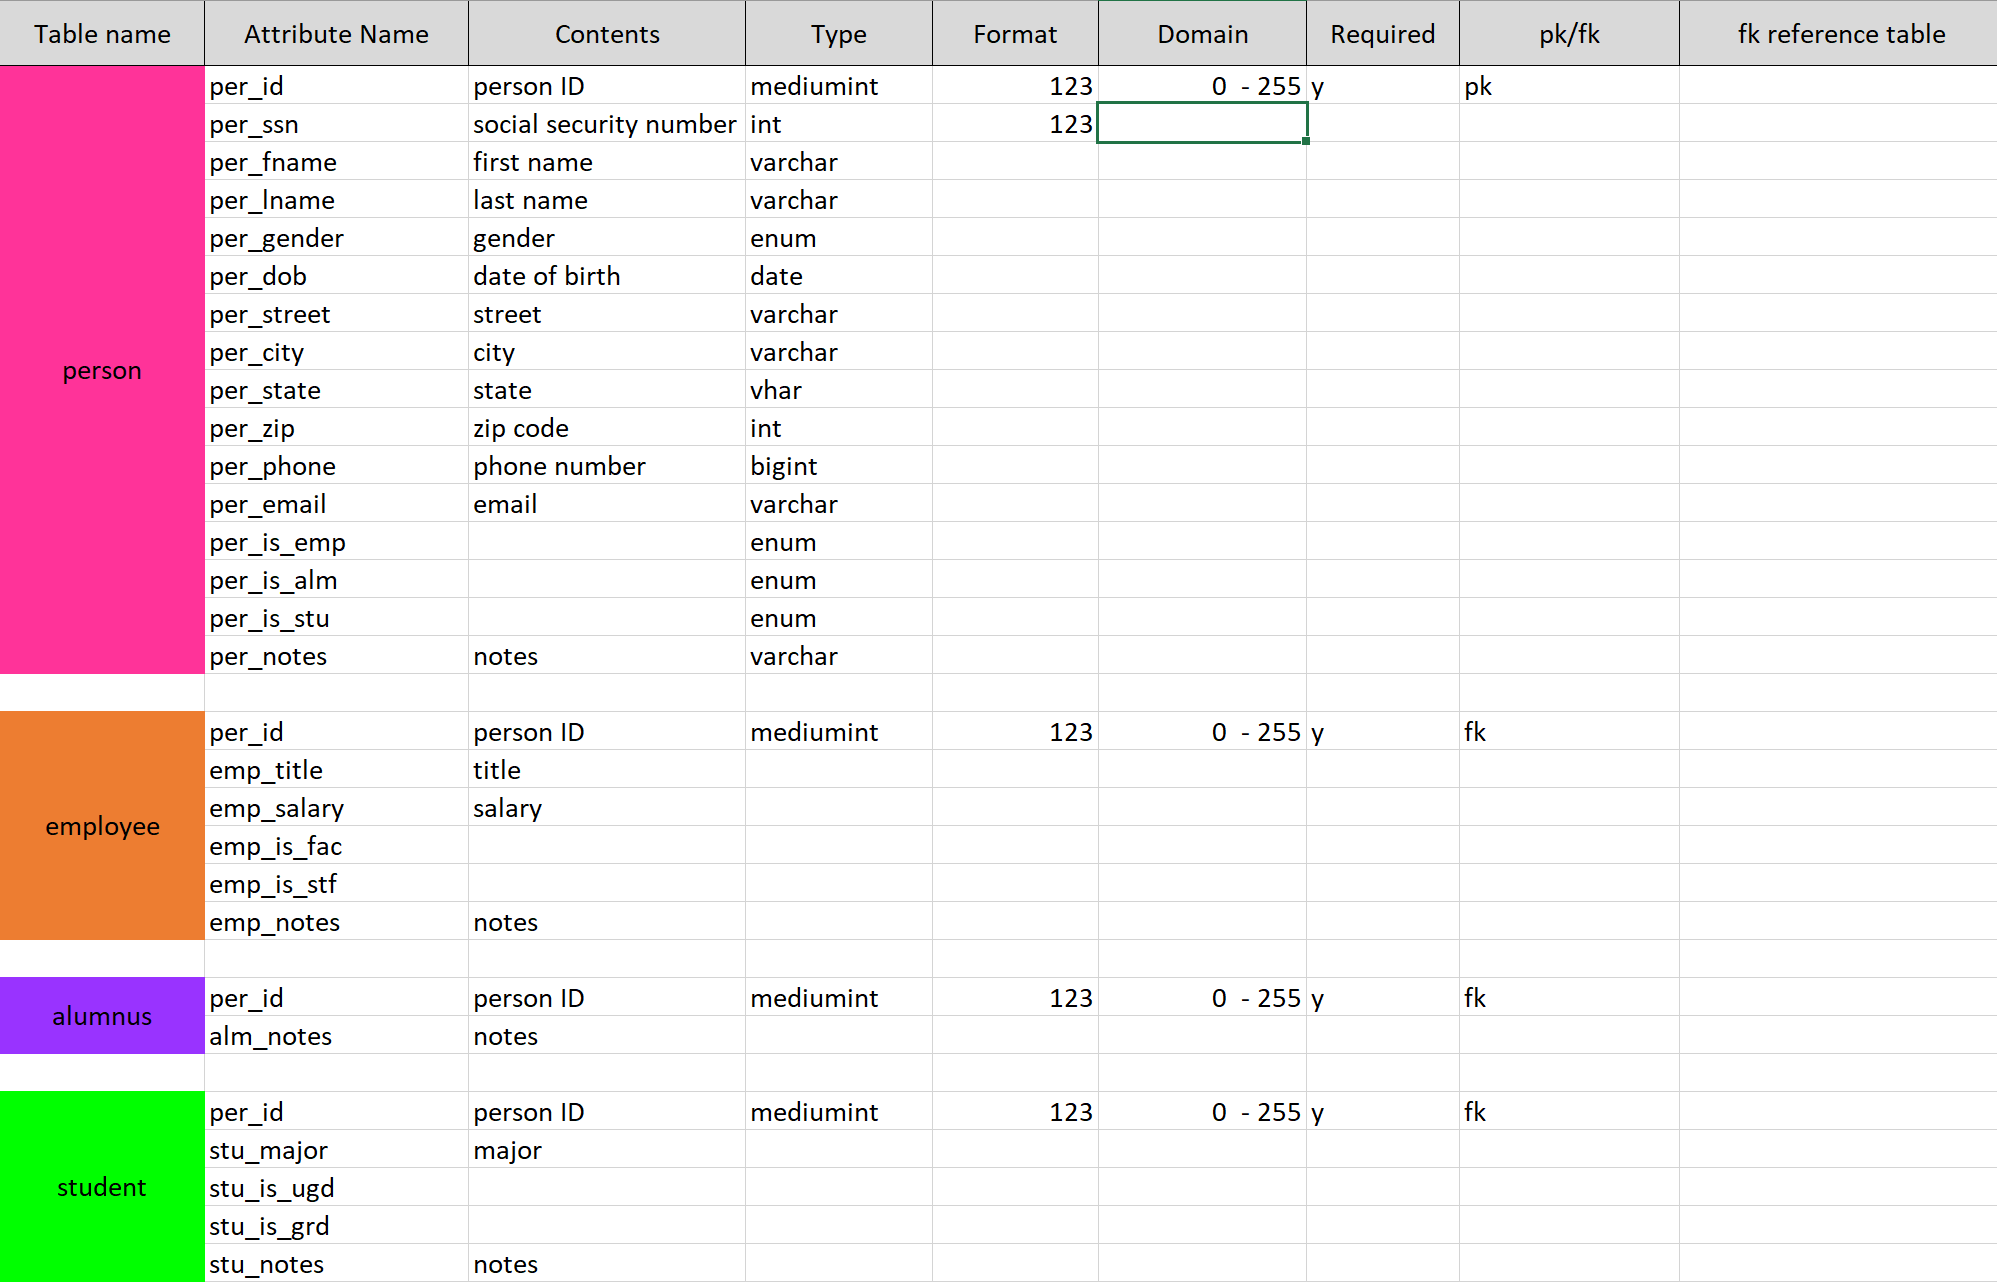 Table name Attribute Name Contents Type Format Domain Required pk/fk fk reference table
per_id person ID mediumint 123 0 - 255 y pk
per_ssn social security number int 123
per_fname first name varchar
per_lname last name varchar
per_gender gender enum
per_dob date of birth date
per_street street varchar
per_city city varchar
person
per_state state vhar
per_zip zip code int
per_phone phone number bigint
per_email email varchar
per_is_emp enum
per_is_alm enum
per_is_stu enum
per_notes notes varchar
per_id person ID mediumint 123 0 - 255 y fk
emp_title title
emp_salary salary
employee
emp_is_fac
emp_is_stf
emp_notes notes
per_id person ID mediumint 123 0 - 255 y fk
alumnus
alm_notes notes
per_id person ID mediumint 123 0 - 255 y fk
stu_major major
student
stu_is_ugd
stu_is_grd
stu_notes notes